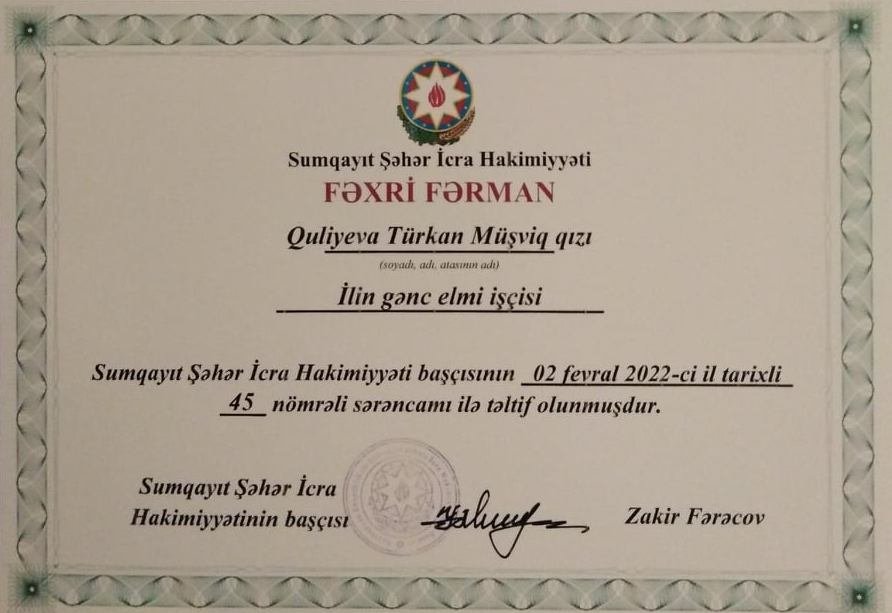 Sumqayıt Şəhər İcra Hakimiyyəti
FƏXRİ FƏRMAN
Quliyeva Türkan Müşviq qızı
(soyadı, adı, atasının adı)
İlin gənc elmi işçisi
Sumqayıt Şəhər İcra Hakimiyyəti başçısının 02 fevral 2022-ci il tarixli
45 nömrəli sərəncamı ilə təltif olunmuşdur.
Sumqayıt Şəhər İcra
Hakimiyyətinin başçısı
Zakir Fərəcov